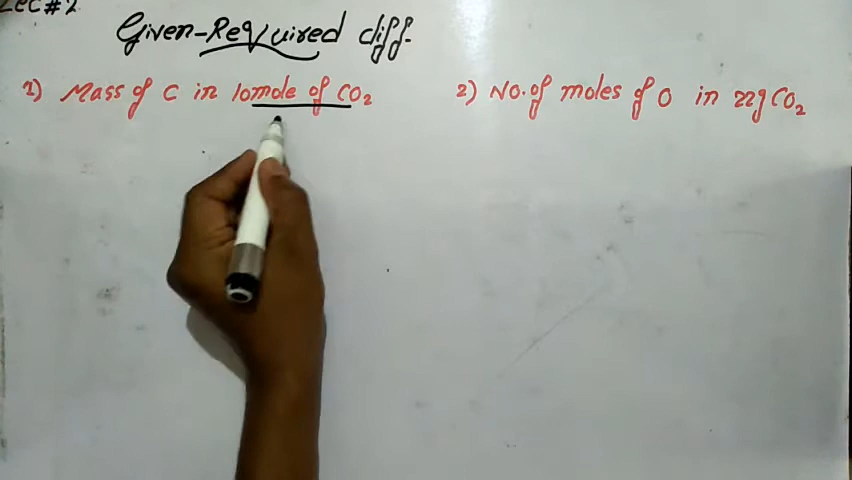 Lec #2
Given-Required diff.
1) Mass of C in 10mole of CO2
2) No. of moles of O in 22g CO2